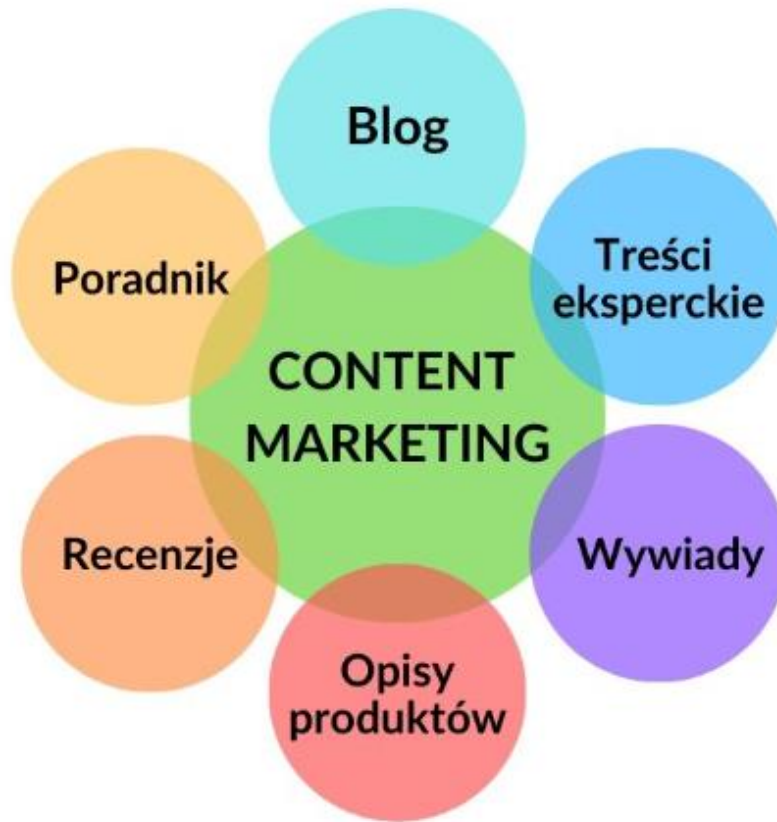 Blog
Treści
eksperckie
Poradnik
CONTENT
MARKETING
Recenzje
Wywiady
Opisy
produktów